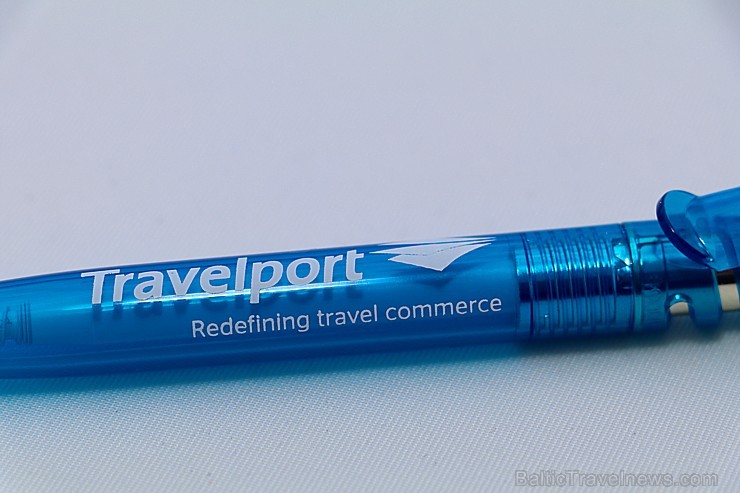 Travelport
Redefining travel commerce
BalticTravelnews.com